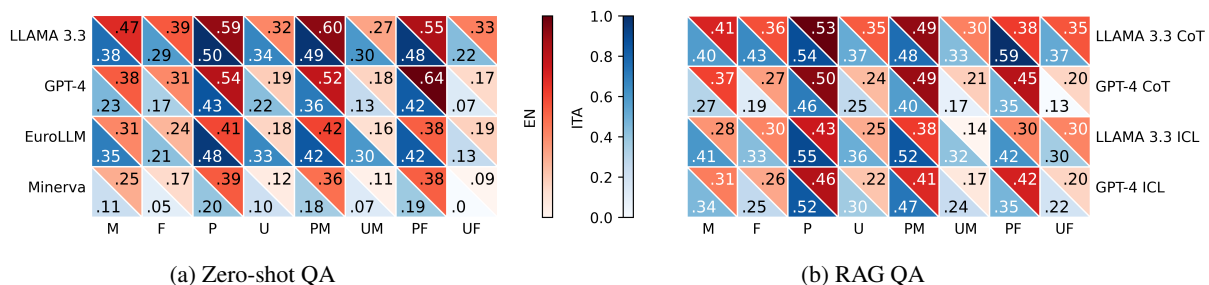 LLAMA 3.3
.47 .39 .59 .32 .60 .27 .55 .33
.38 .29 .50 .34 .49 .30 .48 .22
GPT-4
.38 .31 .54 .19 .52 .18 .64 .17
.23 .17 .43 .22 .36 .13 .42 .07
EuroLLM
.31 .24 .41 .18 .42 .16 .38 .19
.35 .21 .48 .33 .42 .30 .42 .13
Minerva
.25 .17 .39 .12 .36 .11 .38 .09
.11 .05 .20 .10 .18 .07 .19 .0
M F P U PM UM PF UF
EN
ITA
1.0
0.8
0.6
0.4
0.2
0.0
.41 .36 .53 .35 .47 .33 .38 .35
.40 .43 .54 .37 .48 .30 .59 .37
LLAMA 3.3 CoT
.37 .27 .50 .24 .49 .21 .45 .20
.27 .19 .46 .25 .40 .17 .35 .13
GPT-4 CoT
.28 .30 .43 .25 .38 .14 .30 .30
.41 .33 .55 .36 .52 .32 .42 .30
LLAMA 3.3 ICL
.31 .26 .46 .22 .41 .17 .42 .20
.34 .25 .52 .30 .47 .24 .35 .22
GPT-4 ICL
M F P U PM UM PF UF
(a) Zero-shot QA
(b) RAG QA